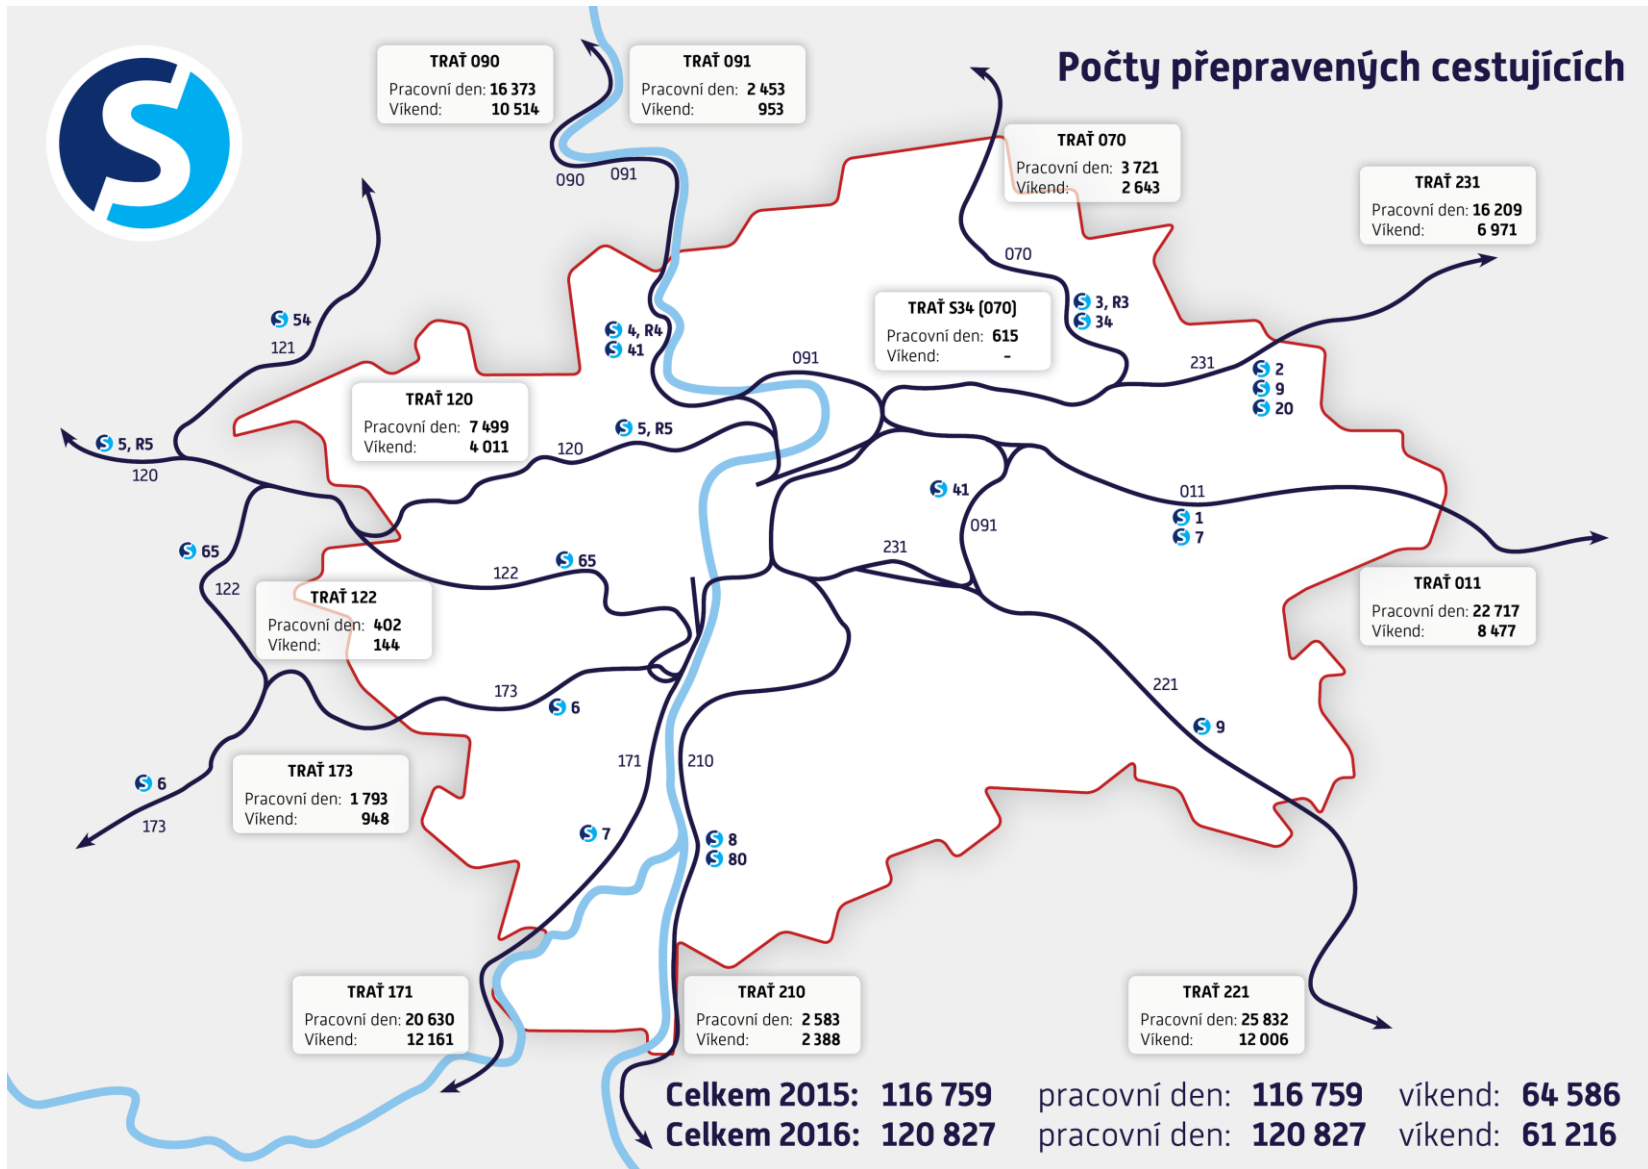 Počty přepravených cestujících
S
TRAŤ 090
Pracovní den: 16 373
Víkend: 10 514
TRAŤ 091
Pracovní den: 2 453
Víkend: 953
TRAŤ 070
Pracovní den: 3 721
Víkend: 2 643
TRAŤ 231
Pracovní den: 16 209
Víkend: 6 971
090
091
070
S 54
121
S 4, R4
S 41
TRAŤ S34 (070)
Pracovní den: 615
Víkend: -
S 3, R3
S 34
091
231
S 2
S 9
S 20
TRAŤ 120
Pracovní den: 7 499
Víkend: 4 011
S 5, R5
120
S 5, R5
120
S 41
091
011
S 1
S 7
S 65
122
122
S 65
231
TRAŤ 122
Pracovní den: 402
Víkend: 144
TRAŤ 011
Pracovní den: 22 717
Víkend: 8 477
173
S 6
221
S 9
171
210
TRAŤ 173
Pracovní den: 1 793
Víkend: 948
S 6
173
S 7
S 8
S 80
TRAŤ 171
Pracovní den: 20 630
Víkend: 12 161
TRAŤ 210
Pracovní den: 2 583
Víkend: 2 388
TRAŤ 221
Pracovní den: 25 832
Víkend: 12 006
Celkem 2015: 116 759 pracovní den: 116 759 víkend: 64 586
Celkem 2016: 120 827 pracovní den: 120 827 víkend: 61 216